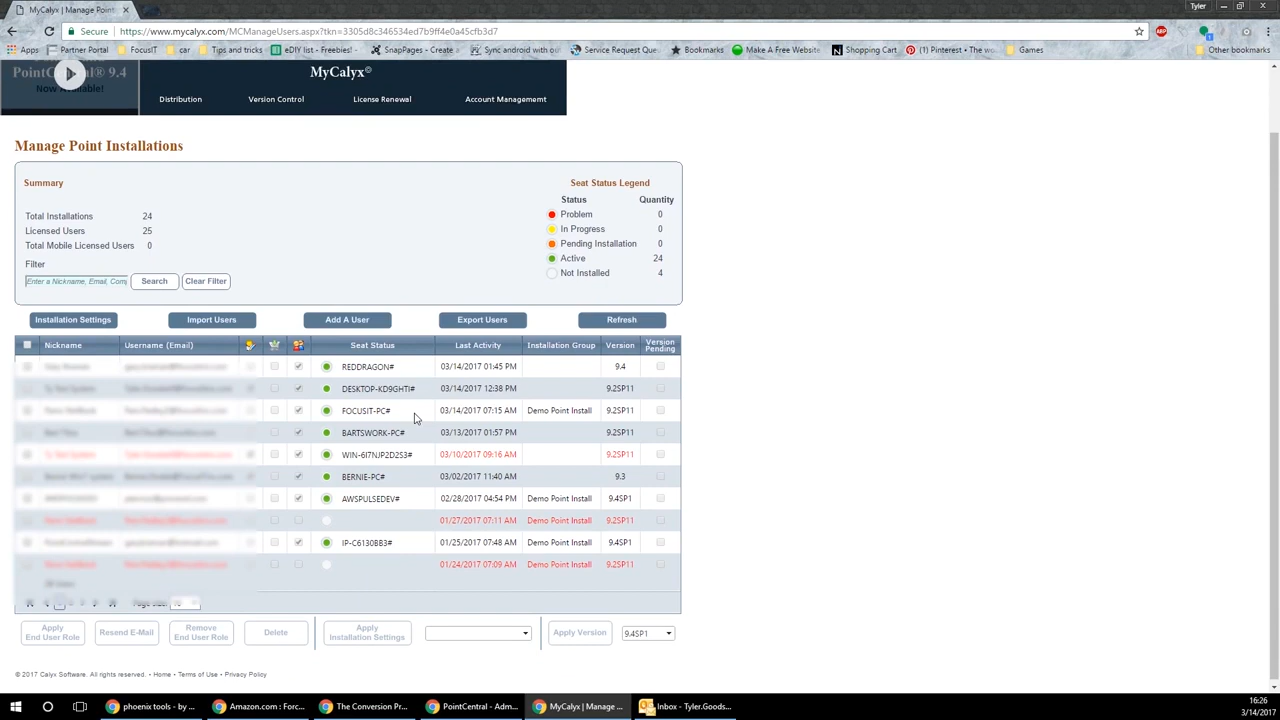 MyCalyx | Manage Point
Tyler
Secure
https://www.mycalyx.com/MCManageUsers.aspx?tkn=3305d8c346534ed7b9ff4e0a45cfb3d7
Apps Partner Portal FocusIT car Tips and tricks eDIY list - Freebies! SnapPages - Create Sync android with ou Service Request Que Bookmarks Make A Free Website Shopping Cart Pinterest • The wo Games Other bookmarks
PointCentral® 9.4
Now Available!
MyCalyx®
Distribution Version Control License Renewal Account Managememt
Manage Point Installations
Summary
Seat Status Legend
Status Quantity
Total Installations 24
Problem 0
Licensed Users 25
In Progress 0
Total Mobile Licensed Users 0
Pending Installation 0
Filter
Active 24
Enter a Nickname, Email, Com Search Clear Filter
Not Installed 4
Installation Settings Import Users Add A User Export Users Refresh
Nickname Username (Email) Seat Status Last Activity Installation Group Version Version Pending
REDDRAGON# 03/14/2017 01:45 PM 9.4
DESKTOP-KD9GHTI# 03/14/2017 12:38 PM 9.2SP11
FOCUSIT-PC# 03/14/2017 07:15 AM Demo Point Install 9.2SP11
BARTSWORK-PC# 03/13/2017 01:57 PM 9.2SP11
WIN-6I7NJP2D2S3# 03/10/2017 09:16 AM 9.2SP11
BERNIE-PC# 03/02/2017 11:40 AM 9.3
AWSPULSEDEV# 02/28/2017 04:54 PM Demo Point Install 9.4SP1
01/27/2017 07:11 AM Demo Point Install 9.2SP11
IP-C6130BB3# 01/25/2017 07:48 AM Demo Point Install 9.4SP1
01/24/2017 07:09 AM Demo Point Install 9.2SP11
Apply End User Role Resend E-Mail Remove End User Role Delete Apply Installation Settings Apply Version 9.4SP1
© 2017 Calyx Software. All rights reserved. • Home • Terms of Use • Privacy Policy
phoenix tools - by ... Amazon.com : Forc... The Conversion Pr... PointCentral - Adm... MyCalyx | Manage ... Inbox - Tyler.Goods...
16:26
3/14/2017